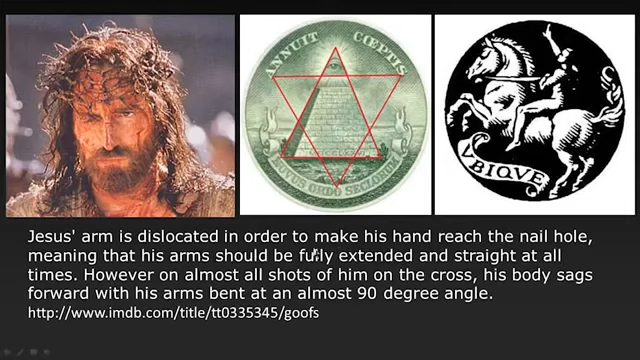 ANNUIT CŒPTIS
NOVUS ORDO SECLORUM
VBIQVE
Jesus' arm is dislocated in order to make his hand reach the nail hole,
meaning that his arms should be fully extended and straight at all
times. However on almost all shots of him on the cross, his body sags
forward with his arms bent at an almost 90 degree angle.
http://www.imdb.com/title/tt0335345/goofs